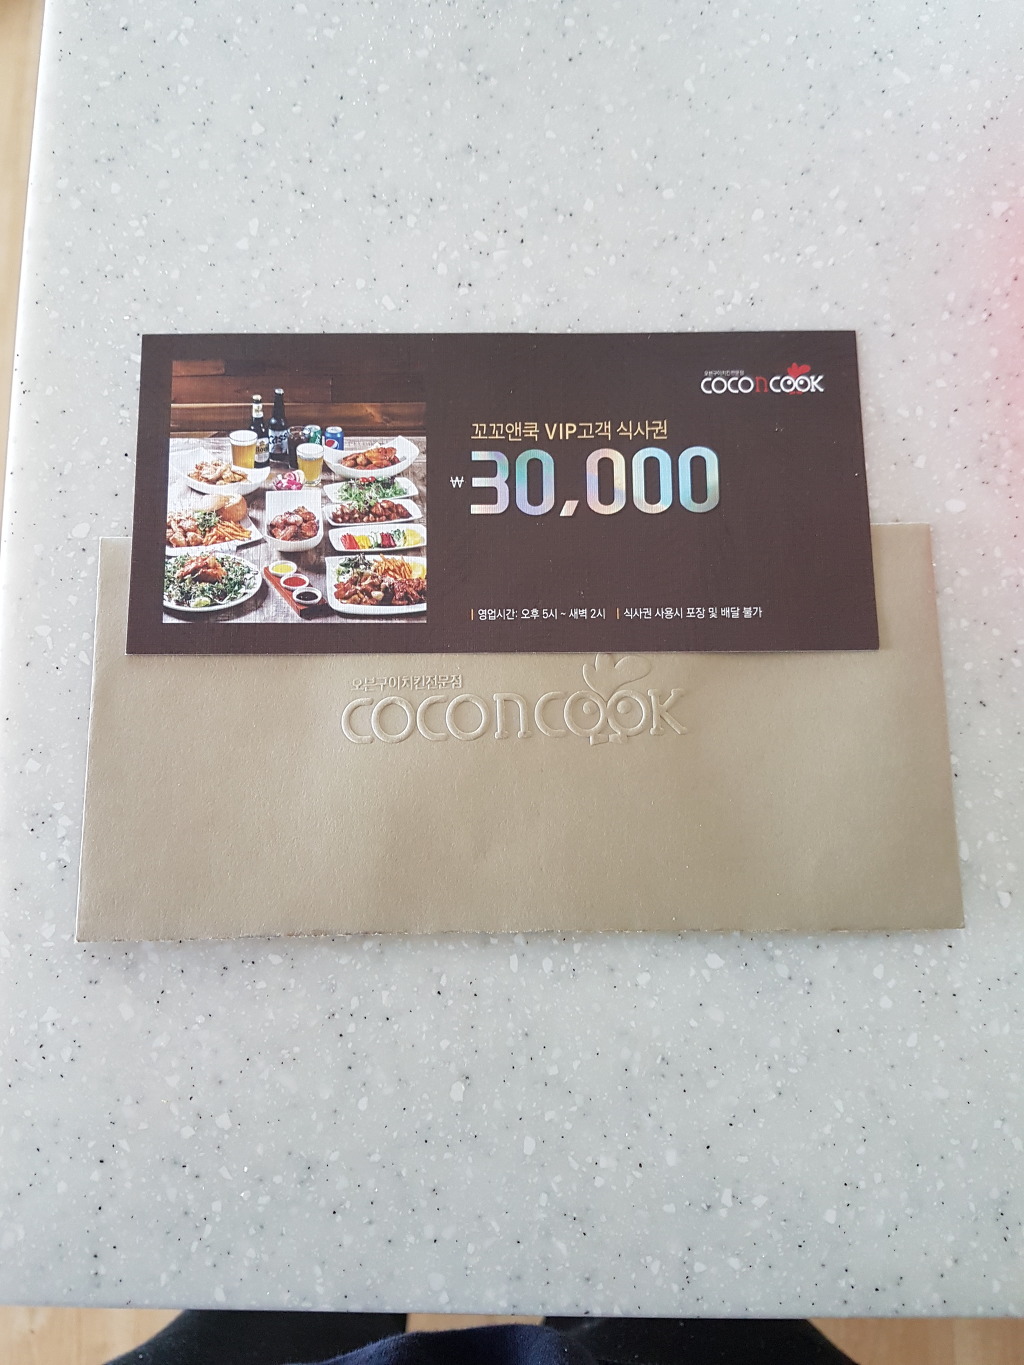 오븐구이치킨전문점
COCONCOOK
꼬꼬앤쿡 VIP고객 식사권
₩30,000
| 영업시간: 오후 5시 ~ 새벽 2시 | 식사권 사용시 포장 및 배달 불가
오븐구이치킨전문점
COCONCOOK